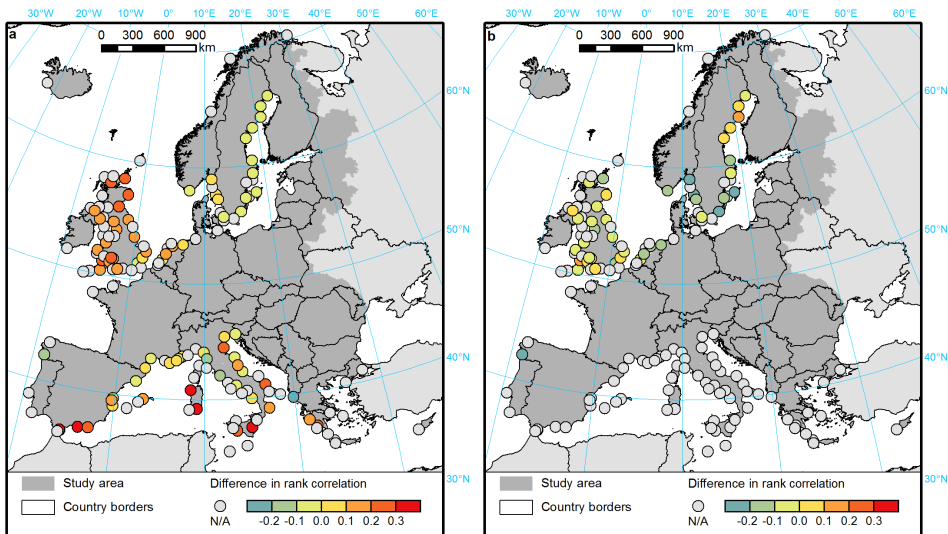 30°W 20°W 10°W 0° 10°E 20°E 30°E 40°E 50°E 60°E
30°W 20°W 10°W 0° 10°E 20°E 30°E 40°E 50°E 60°E
a
0 300 600 900
km
b
0 300 600 900
km
60°N
60°N
50°N
50°N
40°N
40°N
30°N
30°N
Study area
Country borders
Difference in rank correlation
N/A
-0.2 -0.1 0.0 0.1 0.2 0.3
Study area
Country borders
Difference in rank correlation
N/A
-0.2 -0.1 0.0 0.1 0.2 0.3